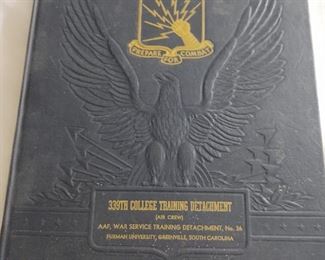 PREPARE FOR COMBAT
339TH COLLEGE TRAINING DETACHMENT
(AIR CREW)
AAF, WAR SERVICE TRAINING DETACHMENT, No. 36
FURMAN UNIVERSITY, GREENVILLE, SOUTH CAROLINA